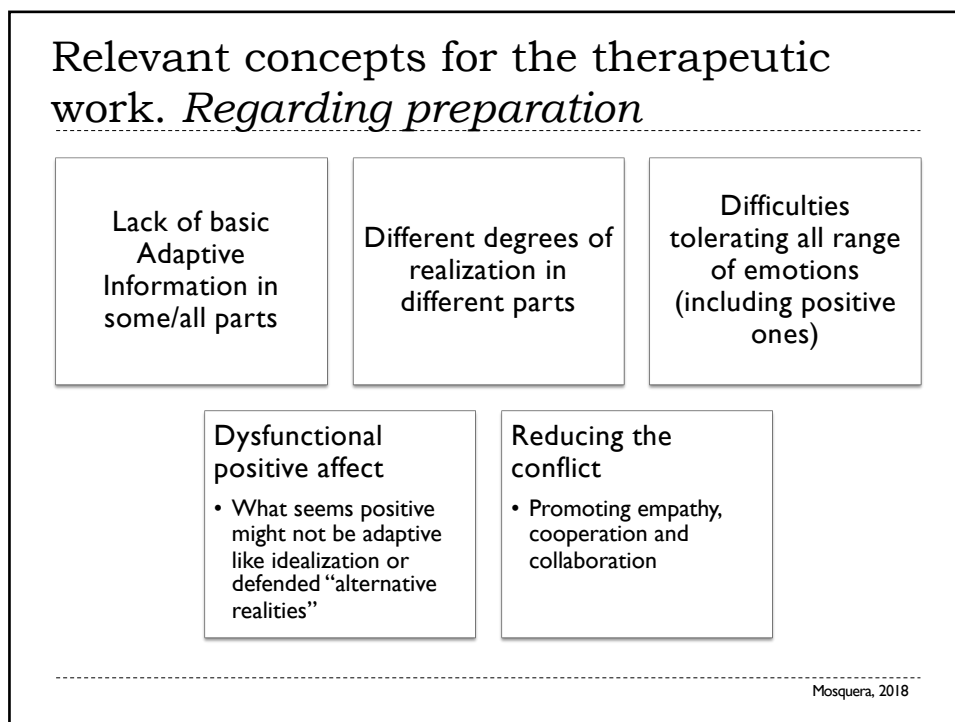 Relevant concepts for the therapeutic
work. Regarding preparation
Lack of basic
Adaptive
Information in
some/all parts
Different degrees of
realization in
different parts
Difficulties
tolerating all range
of emotions
(including positive
ones)
Dysfunctional
positive affect
• What seems positive
might not be adaptive
like idealization or
defended “alternative
realities”
Reducing the
conflict
• Promoting empathy,
cooperation and
collaboration
Mosquera, 2018